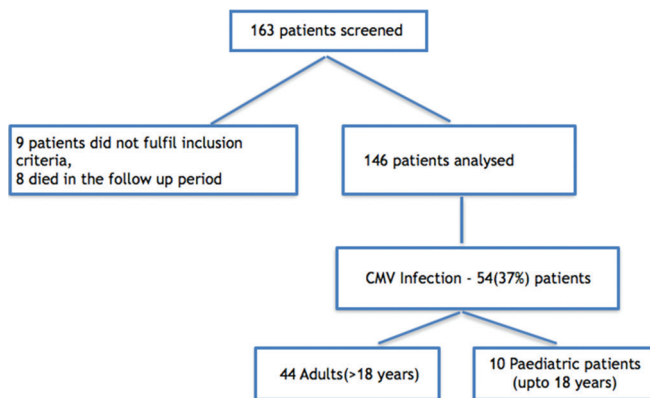 163 patients screened
9 patients did not fulfil inclusion
criteria,
8 died in the follow up period
146 patients analysed
CMV Infection - 54(37%) patients
44 Adults(>18 years)
10 Paediatric patients
(upto 18 years)